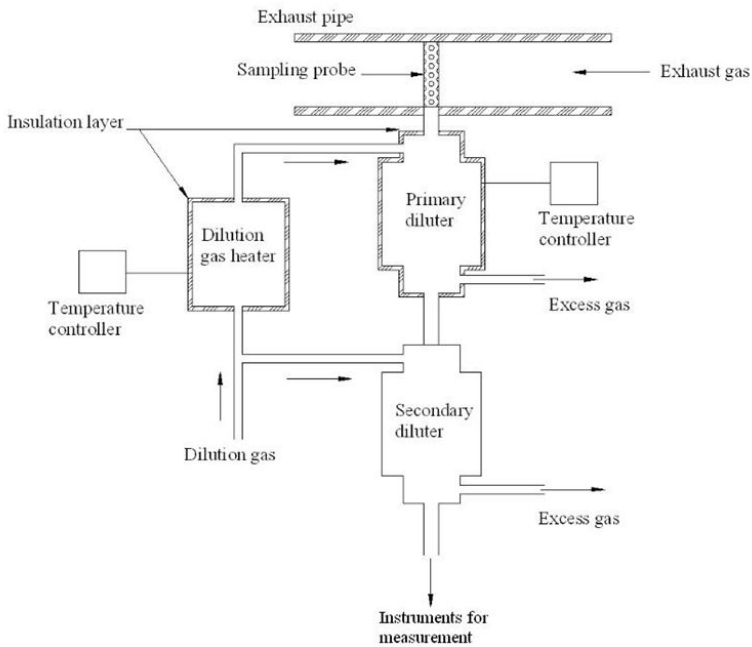 Exhaust pipe
Sampling probe
Exhaust gas
Insulation layer
Primary
diluter
Temperature
controller
Dilution
gas heater
Temperature
controller
Excess gas
Secondary
diluter
Dilution gas
Excess gas
Instruments for
measurement